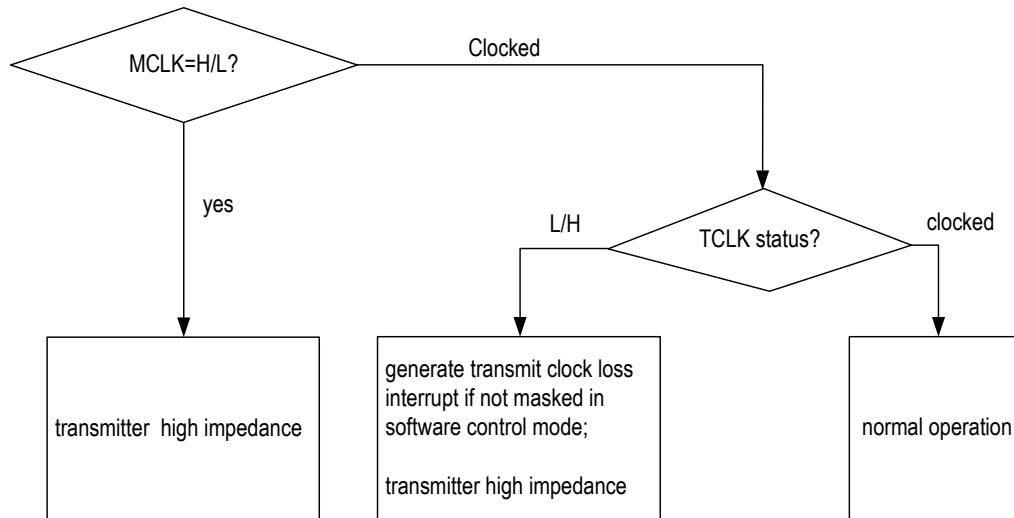 MCLK=H/L?
Clocked
yes
L/H
TCLK status?
clocked
transmitter high impedance
generate transmit clock loss
interrupt if not masked in
software control mode;
transmitter high impedance
normal operation